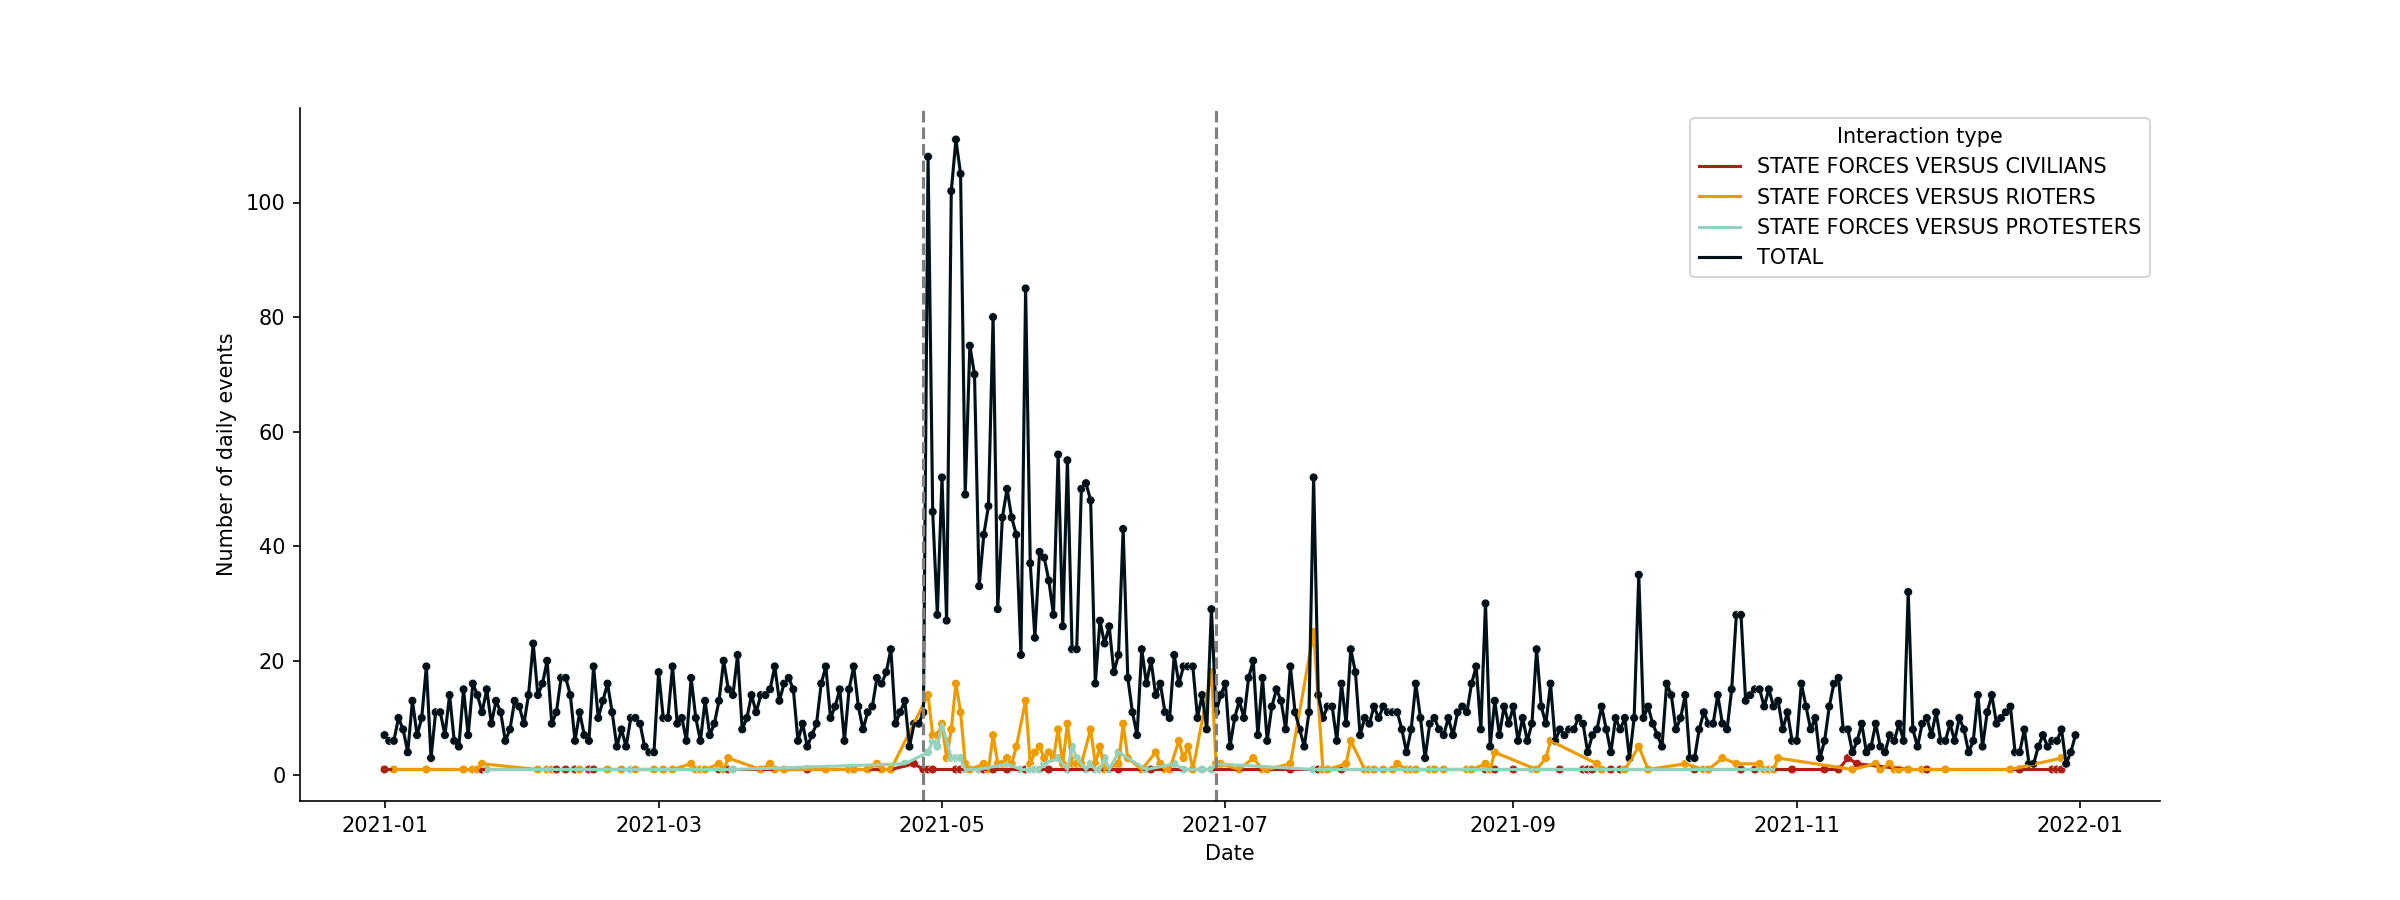 Interaction type
STATE FORCES VERSUS CIVILIANS
STATE FORCES VERSUS RIOTERS
STATE FORCES VERSUS PROTESTERS
TOTAL
Number of daily events
100
80
60
40
20
0
2021-01 2021-03 2021-05 2021-07 2021-09 2021-11 2022-01
Date